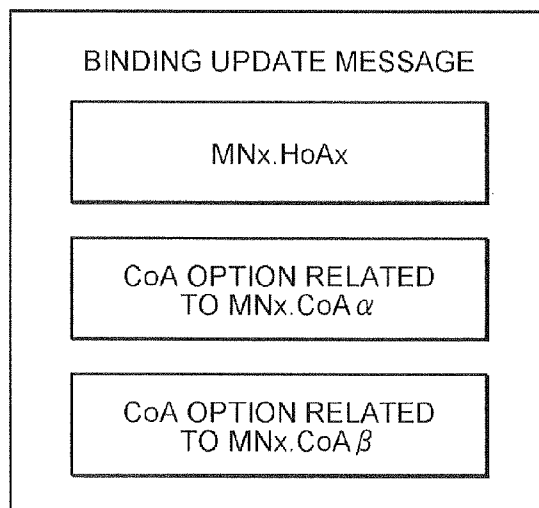 BINDING UPDATE MESSAGE
MNx.HoAx
CoA OPTION RELATED
TO MNx.CoAα
CoA OPTION RELATED
TO MNx.CoAβ